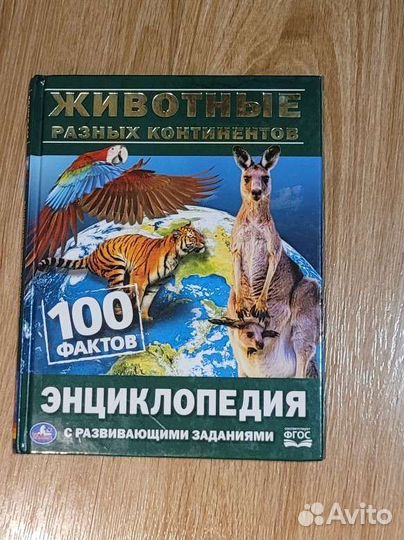 ЖИВОТНЫЕ
РАЗНЫХ КОНТИНЕНТОВ
100
ФАКТОВ
ЭНЦИКЛОПЕДИЯ
С РАЗВИВАЮЩИМИ ЗАДАНИЯМИ
ФГОС
Avito